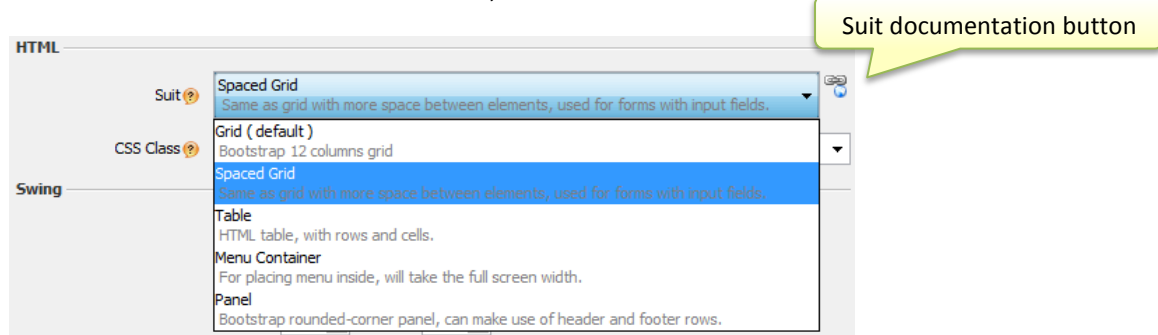 Suit documentation button
HTML
Suit
Spaced Grid
Same as grid with more space between elements, used for forms with input fields.
CSS Class
Grid ( default )
Bootstrap 12 columns grid
Spaced Grid
Same as grid with more space between elements, used for forms with input fields.
Swing
Table
HTML table, with rows and cells.
Menu Container
For placing menu inside, will take the full screen width.
Panel
Bootstrap rounded-corner panel, can make use of header and footer rows.